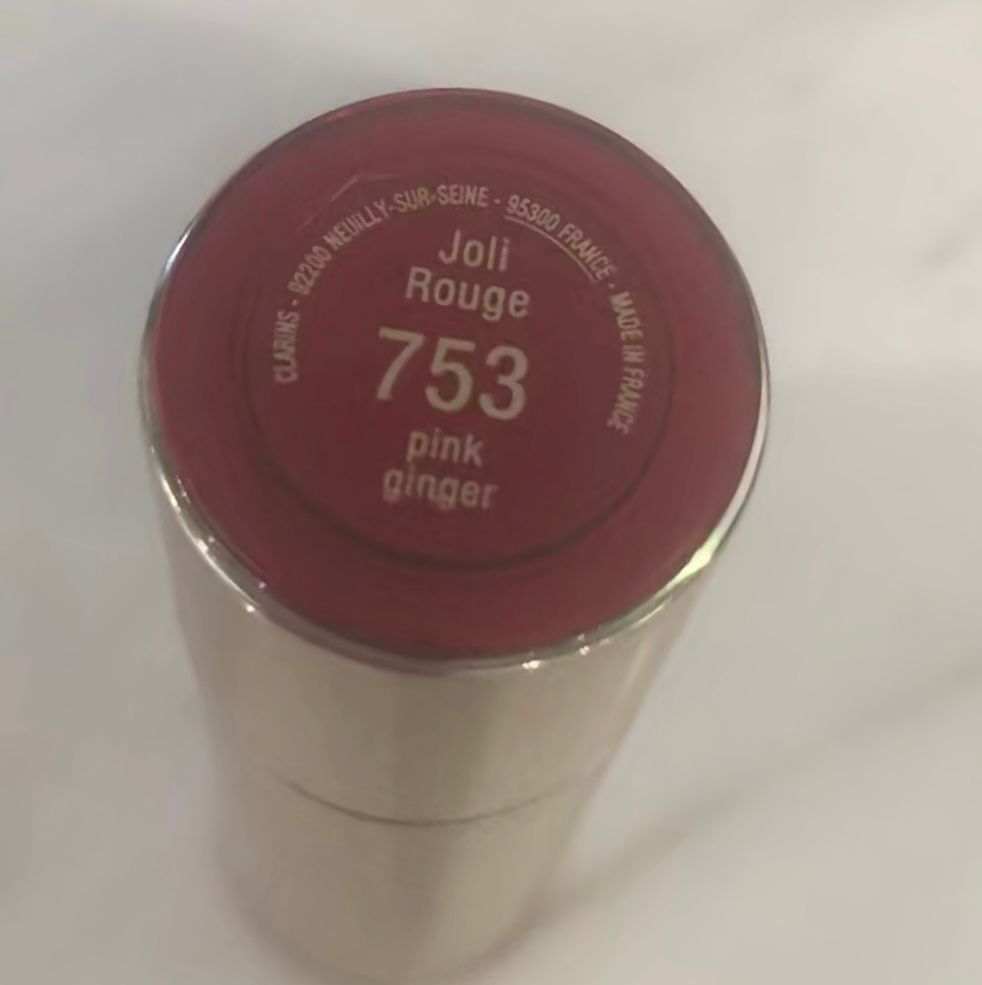 CLARINS - 92200 NEUILLY-SUR-SEINE - 95300 FRANCE - MADE IN FRANCE
Joli
Rouge
753
pink
ginger